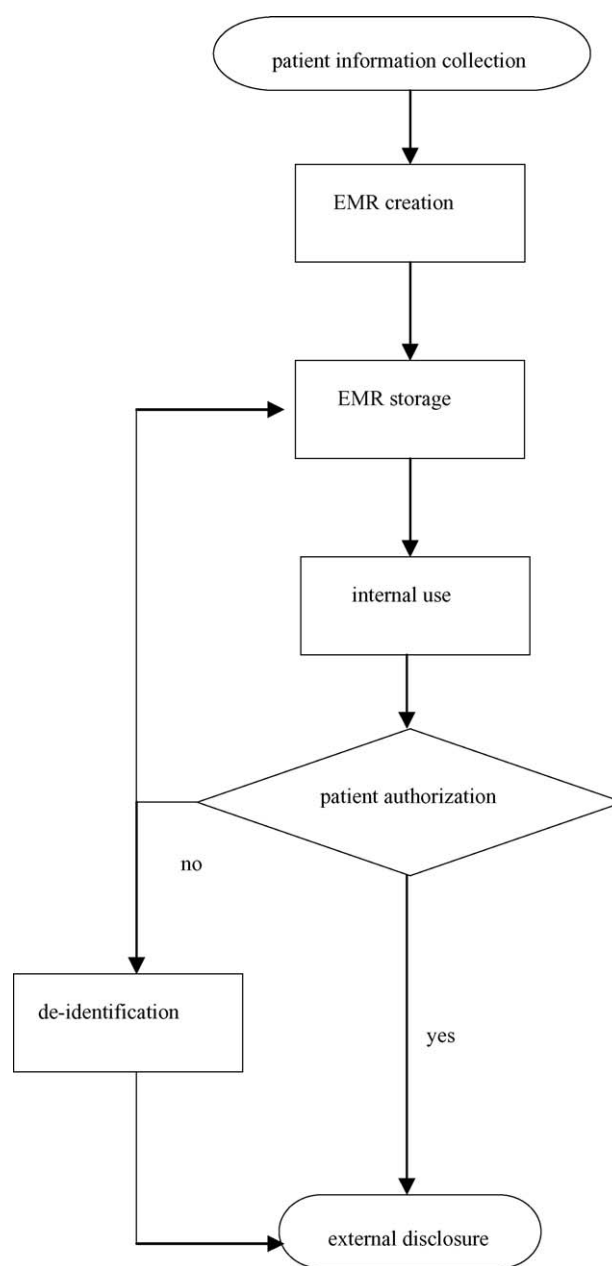 patient information collection
EMR creation
EMR storage
internal use
patient authorization
no
de-identification
yes
external disclosure